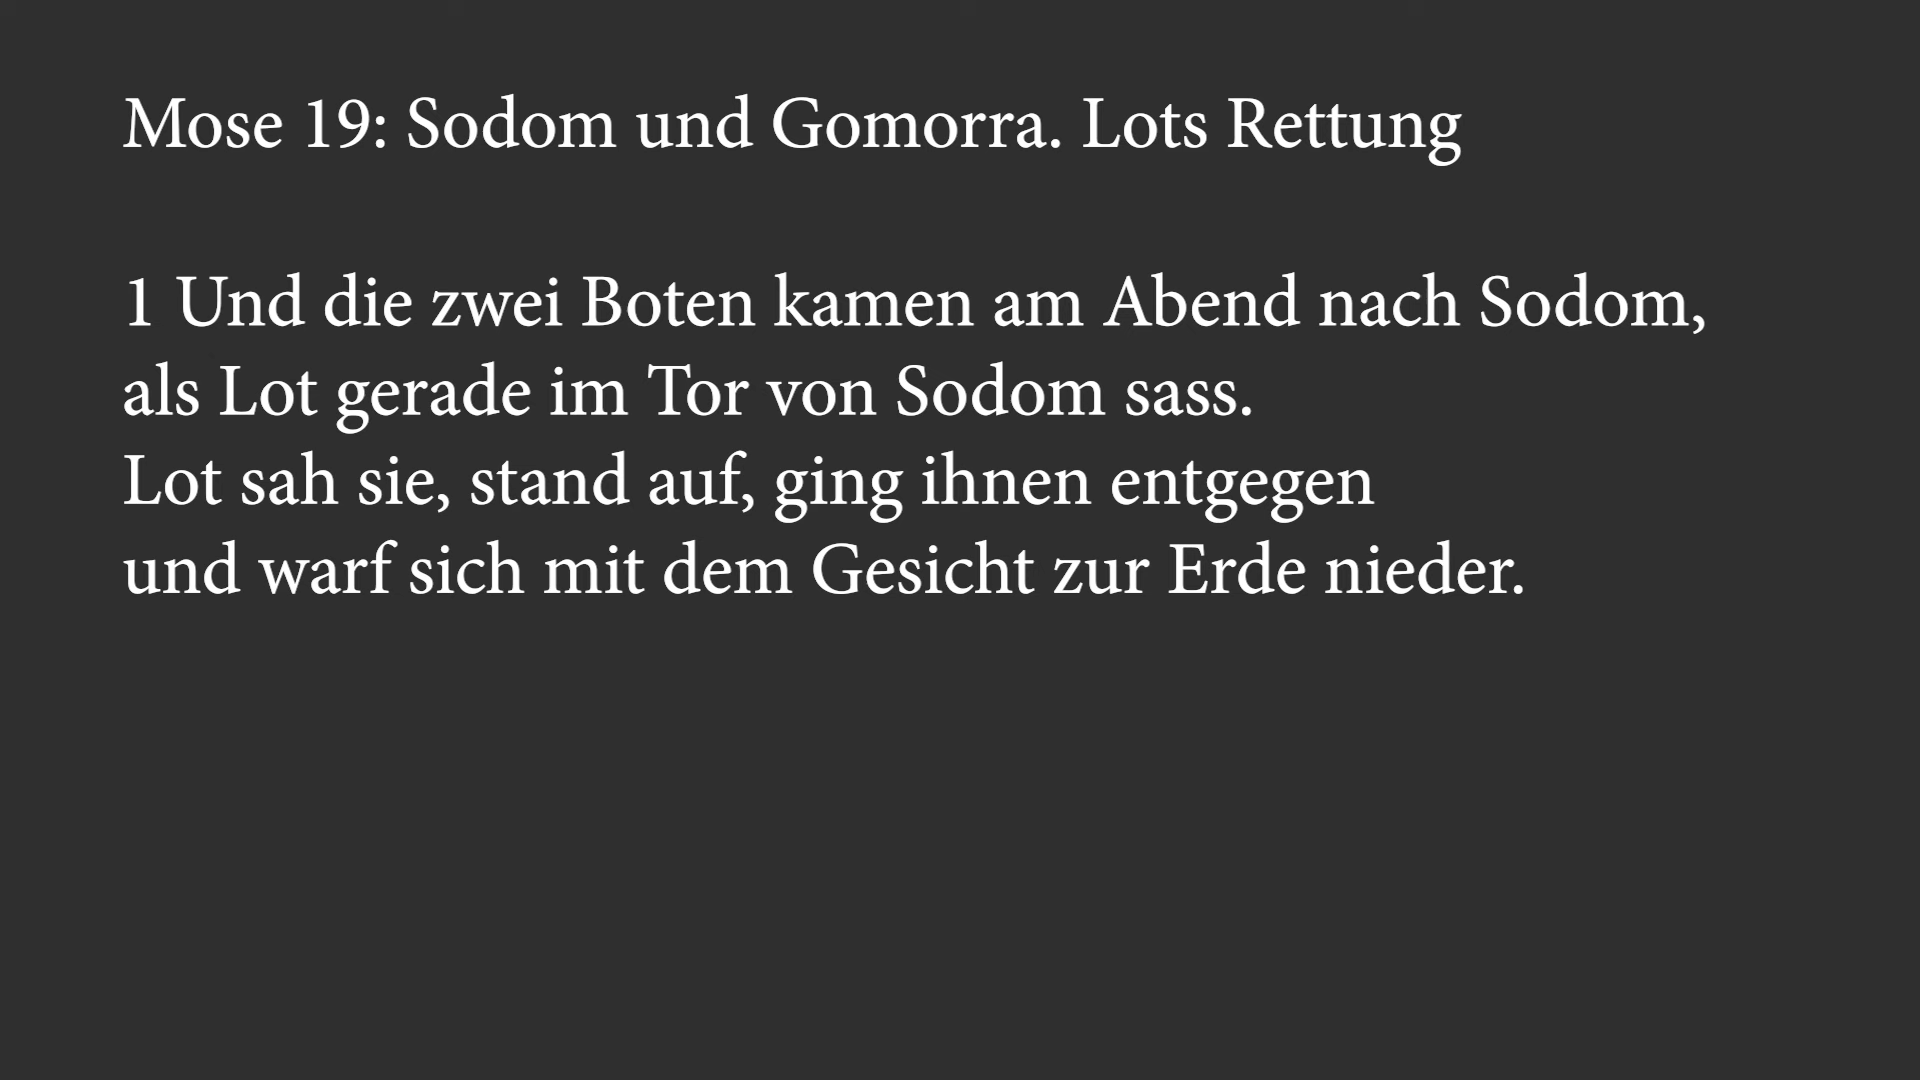 Mose 19: Sodom und Gomorra. Lots Rettung
1 Und die zwei Boten kamen am Abend nach Sodom,
als Lot gerade im Tor von Sodom sass.
Lot sah sie, stand auf, ging ihnen entgegen
und warf sich mit dem Gesicht zur Erde nieder.